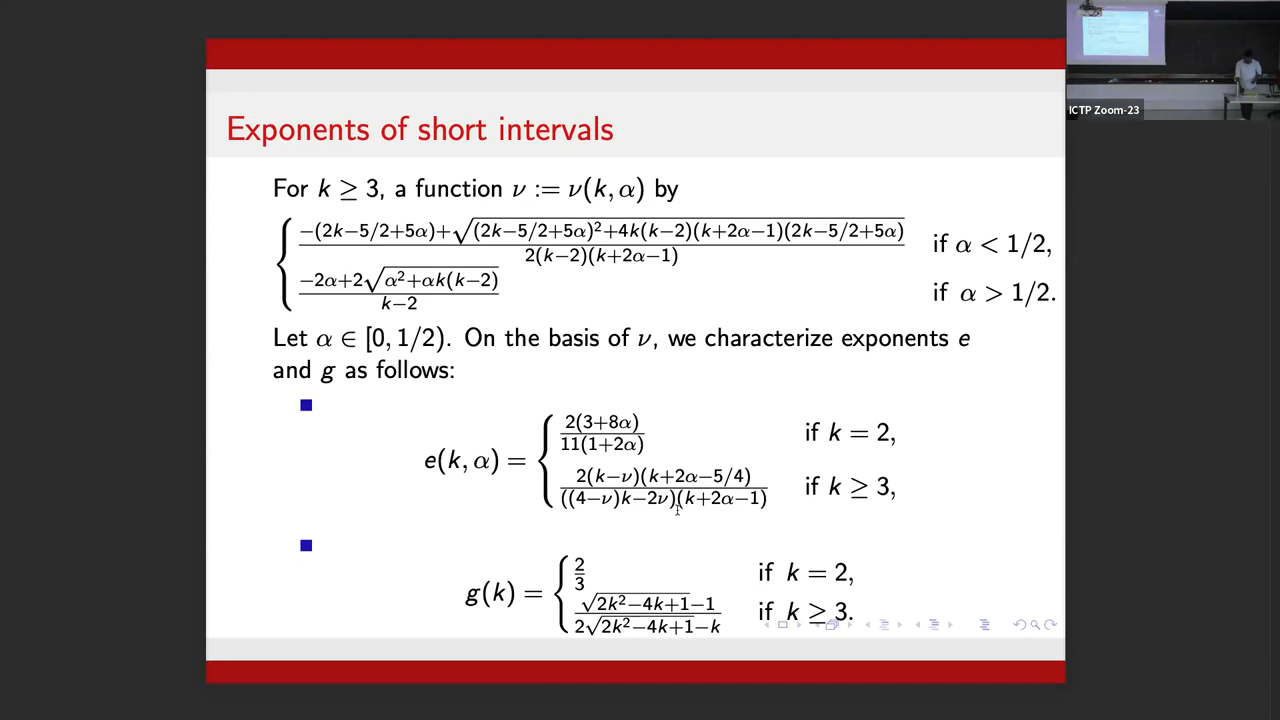 ICTP Zoom-23
Exponents of short intervals
For k ≥ 3, a function ν := ν(k, α) by
{ (−(2k−5/2+5α)+√((2k−5/2+5α)²+4k(k−2)(k+2α−1)(2k−5/2+5α))) / (2(k−2)(k+2α−1)) if α < 1/2,
(−2α+2√(α²+αk(k−2))) / (k−2) if α > 1/2.
Let α ∈ [0, 1/2). On the basis of ν, we characterize exponents e
and g as follows:
e(k, α) = { 2(3+8α) / 11(1+2α) if k = 2,
2(k−ν)(k+2α−5/4) / ((4−ν)k−2ν)(k+2α−1) if k ≥ 3,
g(k) = { 2/3 if k = 2,
(√(2k²−4k+1)−1) / (2√(2k²−4k+1)−k) if k ≥ 3.